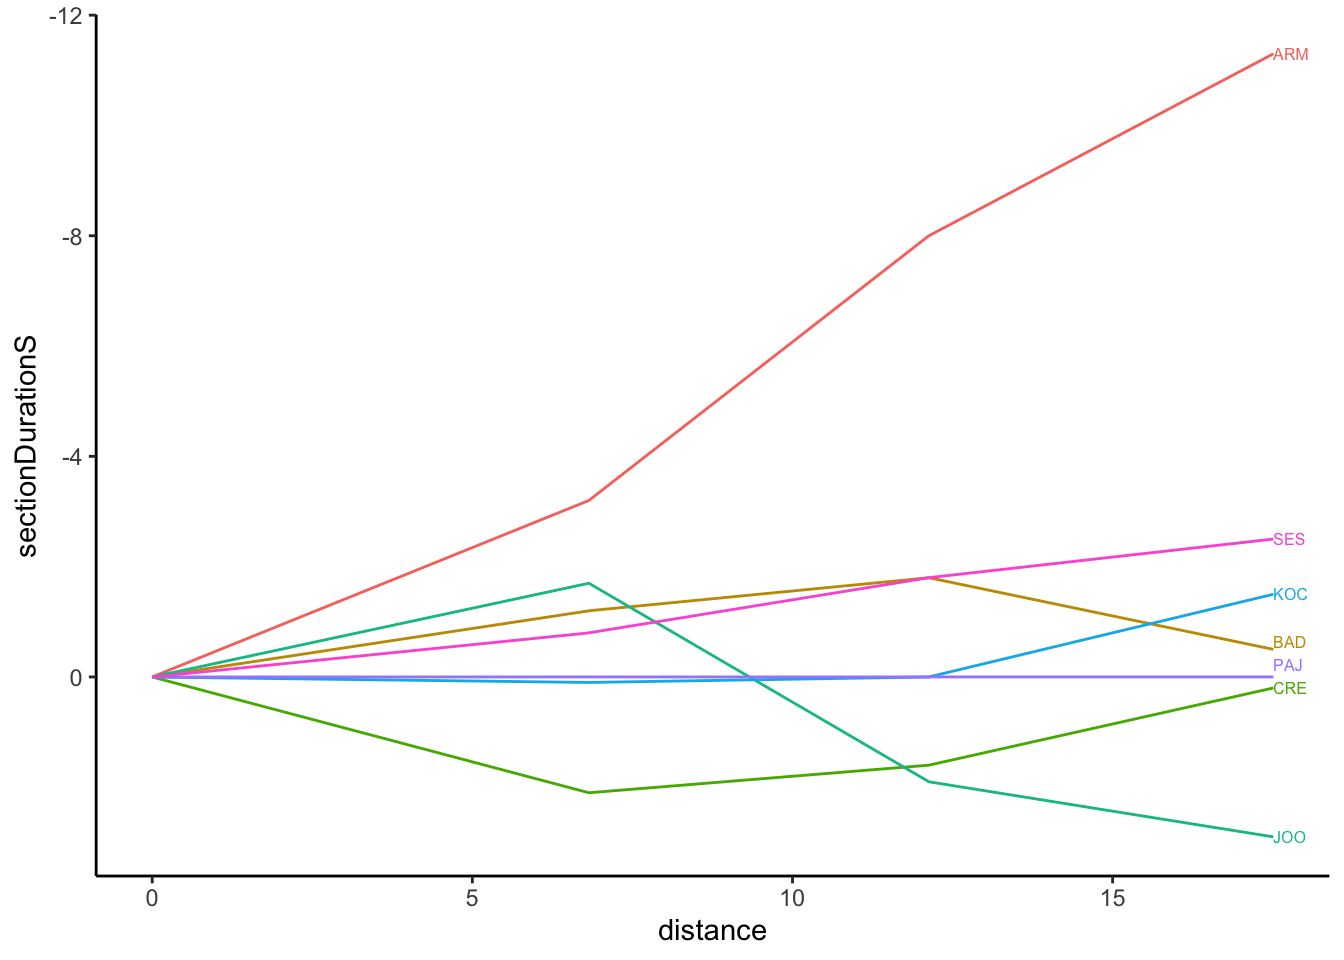 -12
ARM
-8
-4
SES
KOC
BAD
PAJ
0
CRE
JOO
0 5 10 15
distance
sectionDurationS